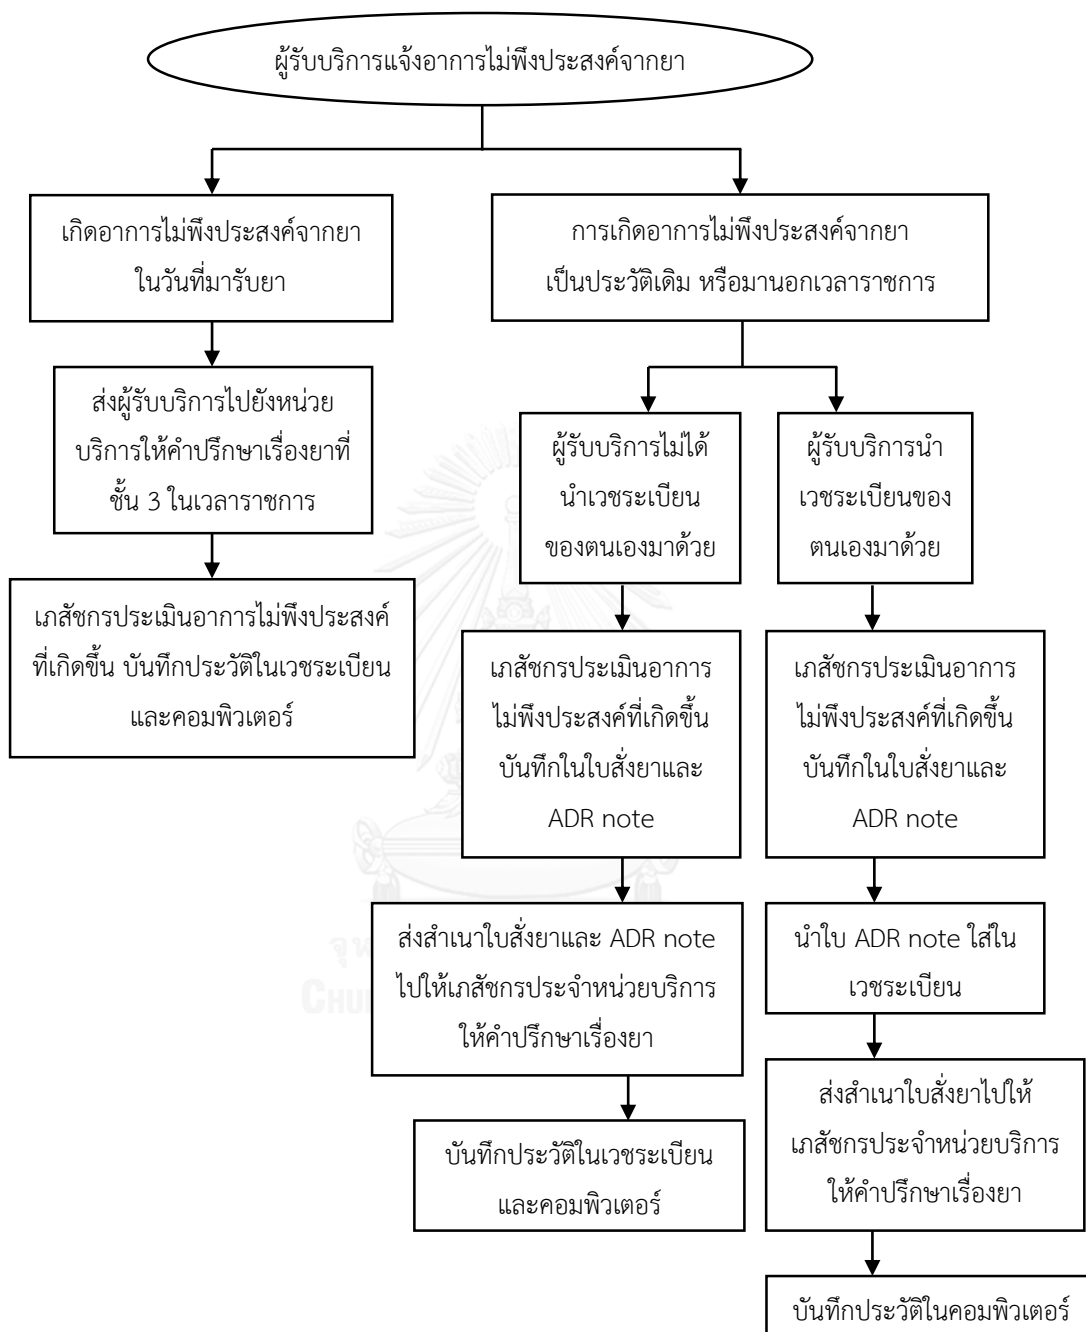 ผู้รับบริการแจ้งอาการไม่พึงประสงค์จากยา
เกิดอาการไม่พึงประสงค์จากยา
ในวันที่มารับยา
การเกิดอาการไม่พึงประสงค์จากยา
เป็นประวัติเดิม หรือมานอกเวลาราชการ
ส่งผู้รับบริการไปยังหน่วย
บริการให้คำปรึกษาเรื่องยาที่
ชั้น 3 ในเวลาราชการ
ผู้รับบริการไม่ได้
นำเวชระเบียน
ของตนเองมาด้วย
ผู้รับบริการนำ
เวชระเบียนของ
ตนเองมาด้วย
เภสัชกรประเมินอาการไม่พึงประสงค์
ที่เกิดขึ้น บันทึกประวัติในเวชระเบียน
และคอมพิวเตอร์
เภสัชกรประเมินอาการ
ไม่พึงประสงค์ที่เกิดขึ้น
บันทึกในใบสั่งยาและ
ADR note
เภสัชกรประเมินอาการ
ไม่พึงประสงค์ที่เกิดขึ้น
บันทึกในใบสั่งยาและ
ADR note
ส่งสำเนาใบสั่งยาและ ADR note
ไปให้เภสัชกรประจำหน่วยบริการ
ให้คำปรึกษาเรื่องยา
นำใบ ADR note ใส่ใน
เวชระเบียน
บันทึกประวัติในเวชระเบียน
และคอมพิวเตอร์
ส่งสำเนาใบสั่งยาไปให้
เภสัชกรประจำหน่วยบริการ
ให้คำปรึกษาเรื่องยา
บันทึกประวัติในคอมพิวเตอร์